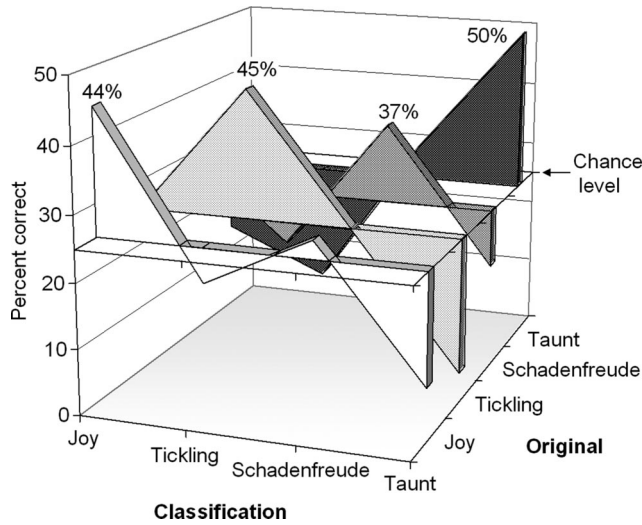 50%
50
44%
45%
37%
40
Chance
level
30
20
10
0
Percent correct
Joy
Tickling
Schadenfreude
Taunt
Classification
Joy
Tickling
Schadenfreude
Taunt
Original